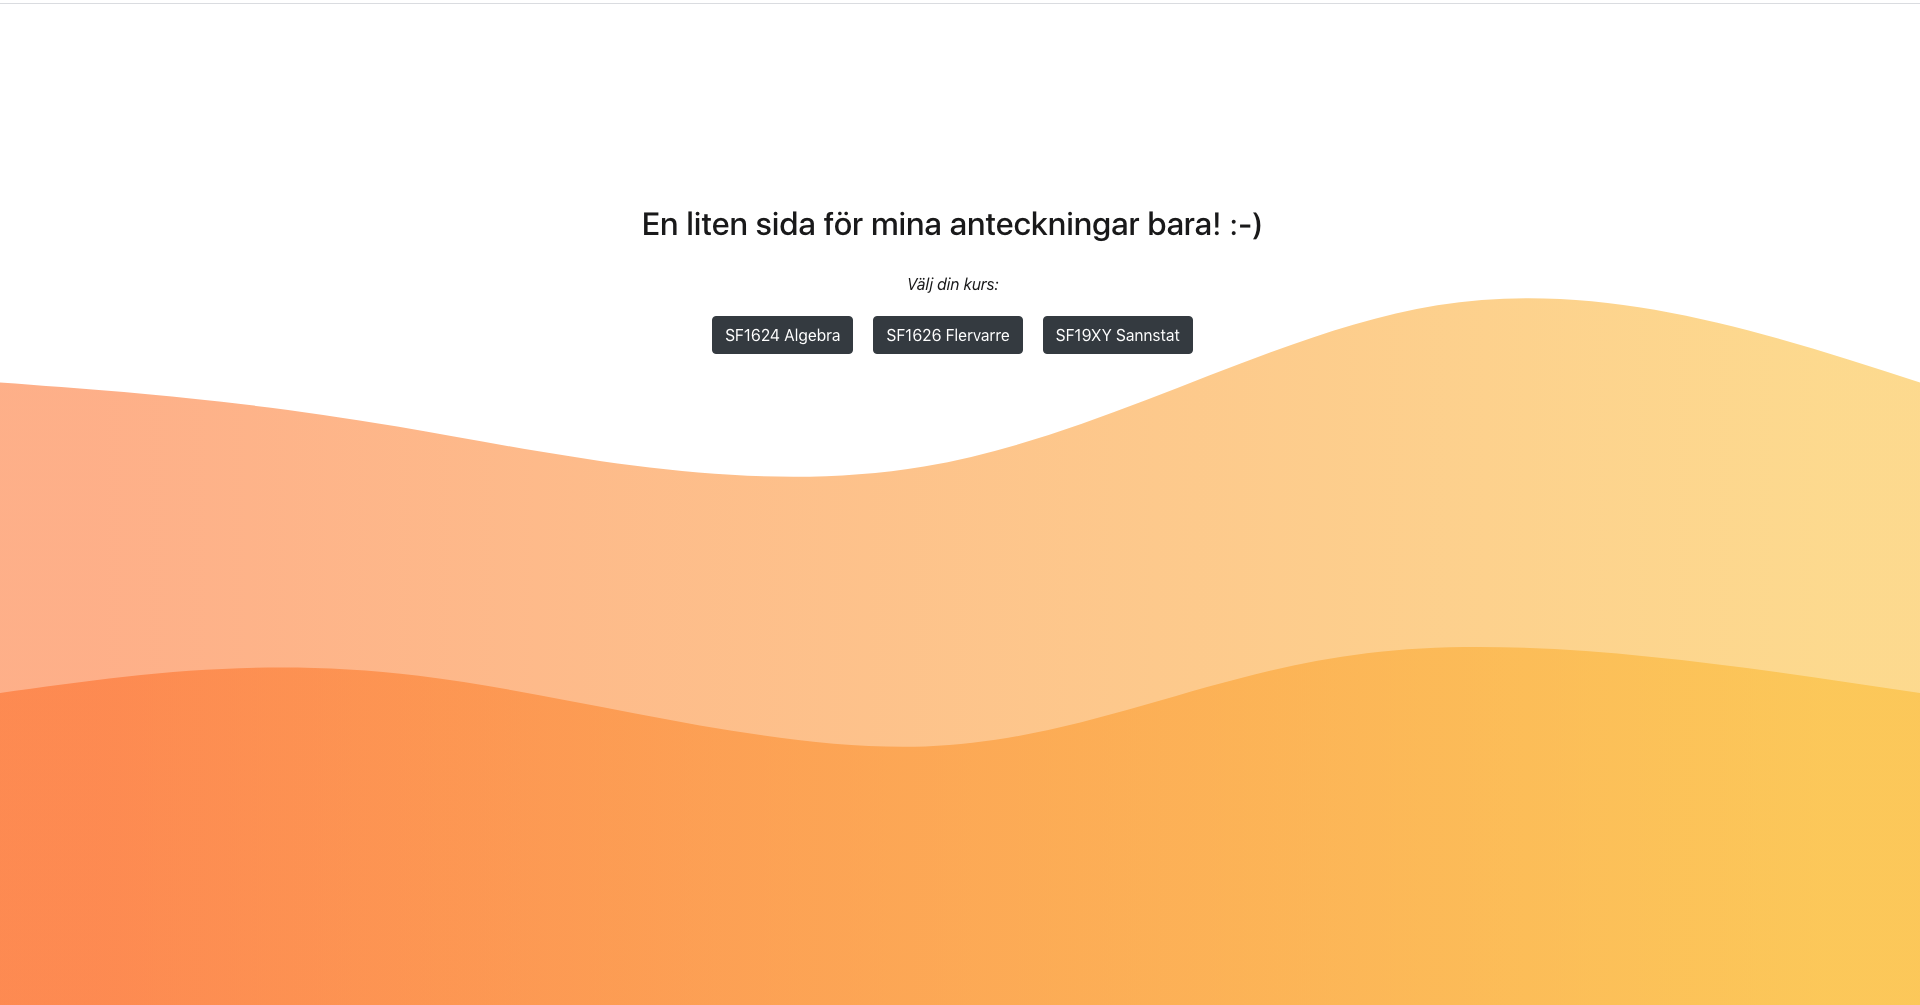 En liten sida för mina anteckningar bara! :-)
Välj din kurs:
SF1624 Algebra SF1626 Flervarre SF19XY Sannstat